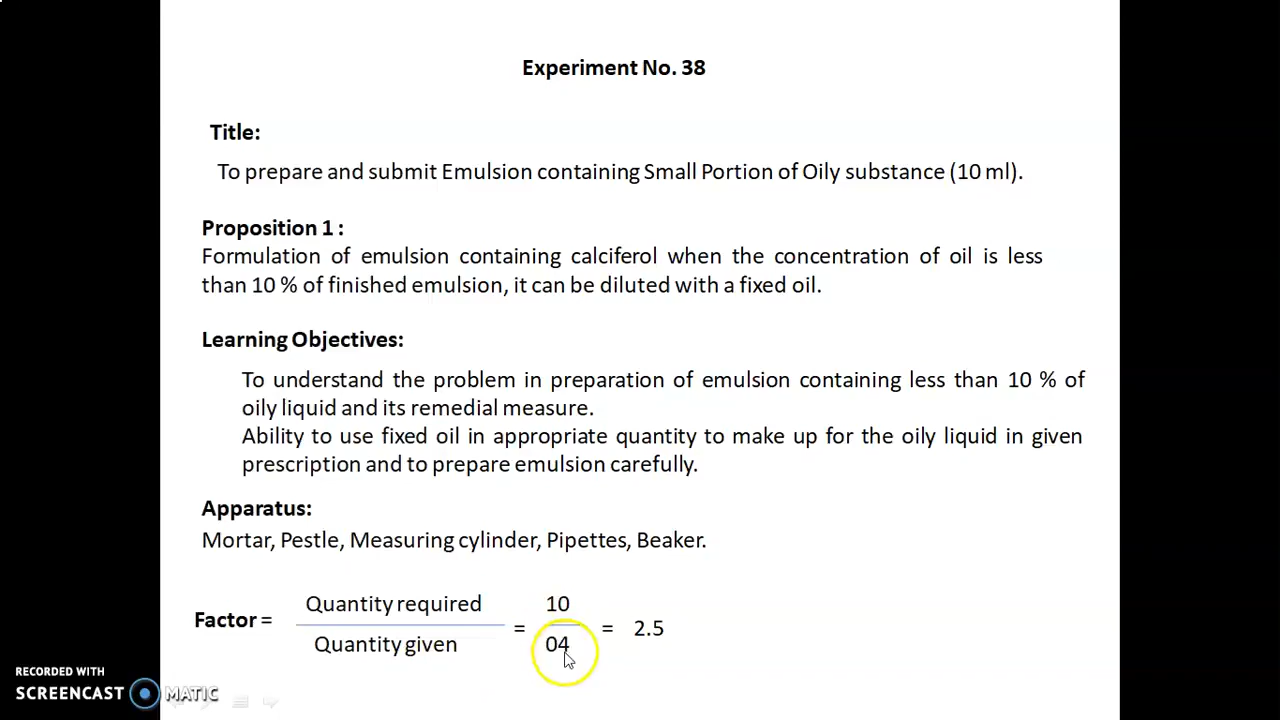 Experiment No. 38
Title:
To prepare and submit Emulsion containing Small Portion of Oily substance (10 ml).
Proposition 1 :
Formulation of emulsion containing calciferol when the concentration of oil is less
than 10 % of finished emulsion, it can be diluted with a fixed oil.
Learning Objectives:
To understand the problem in preparation of emulsion containing less than 10 % of
oily liquid and its remedial measure.
Ability to use fixed oil in appropriate quantity to make up for the oily liquid in given
prescription and to prepare emulsion carefully.
Apparatus:
Mortar, Pestle, Measuring cylinder, Pipettes, Beaker.
Quantity required 10
Factor = = = 2.5
Quantity given 04
RECORDED WITH
SCREENCAST MATIC